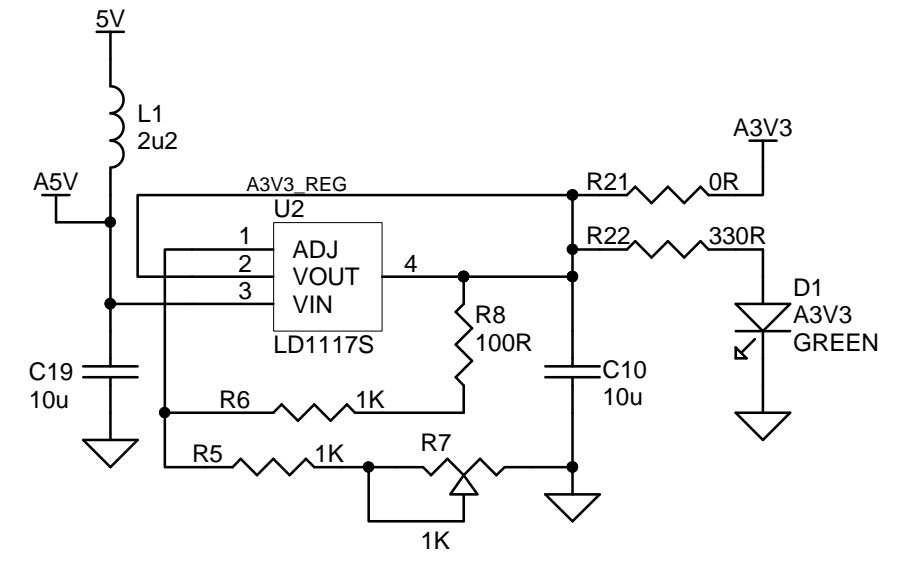 5V
L1
2u2
A5V
A3V3_REG
U2
1
ADJ
2
VOUT
4
3
VIN
LD1117S
R21
0R
A3V3
R22
330R
D1
A3V3
GREEN
R8
100R
C19
10u
C10
10u
R6
1K
R5
1K
R7
1K